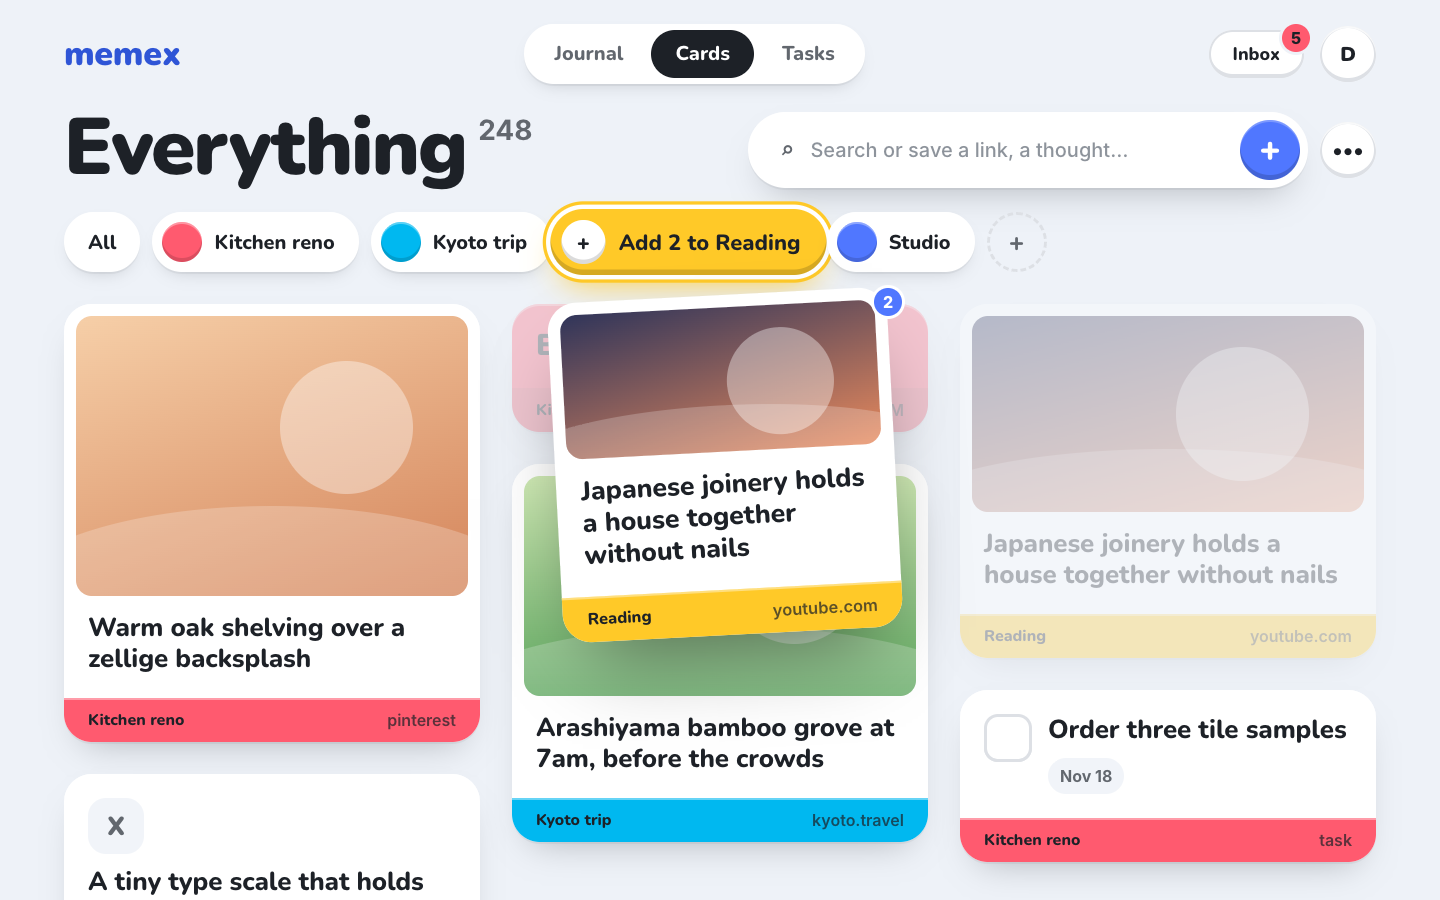 memex
Journal
Cards
Tasks
Inbox
5
D
Everything
248
Search or save a link, a thought...
+
•••
All
Kitchen reno
Kyoto trip
+
Add 2 to Reading
Studio
+
Warm oak shelving over a
zellige backsplash
Kitchen reno
pinterest
X
A tiny type scale that holds
2
Japanese joinery holds
a house together
without nails
Reading
youtube.com
Arashiyama bamboo grove at
7am, before the crowds
Kyoto trip
kyoto.travel
Japanese joinery holds a
house together without nails
Reading
youtube.com
Order three tile samples
Nov 18
Kitchen reno
task